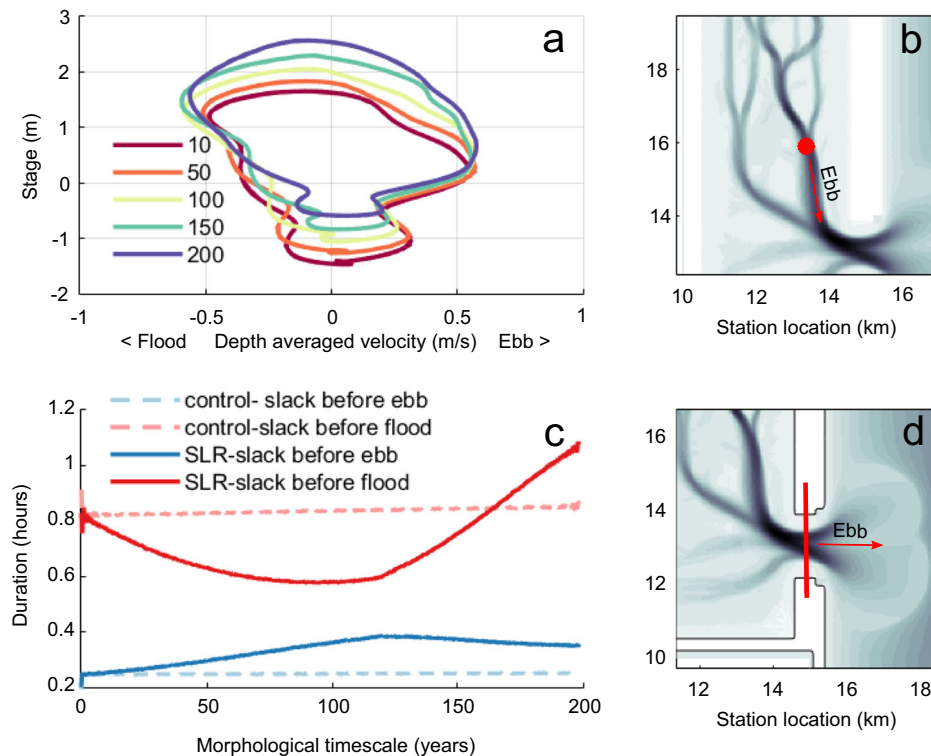 a
3
2
1
0
-1
-2
Stage (m)
10
50
100
150
200
-1
-0.5
0
0.5
1
< Flood Depth averaged velocity (m/s) Ebb >
b
18
16
14
Ebb
10 12 14 16
Station location (km)
c
control- slack before ebb
control-slack before flood
SLR-slack before ebb
SLR-slack before flood
1.2
1
0.8
0.6
0.4
0.2
Duration (hours)
0 50 100 150 200
Morphological timescale (years)
d
16
14
12
10
Ebb
12 14 16 18
Station location (km)